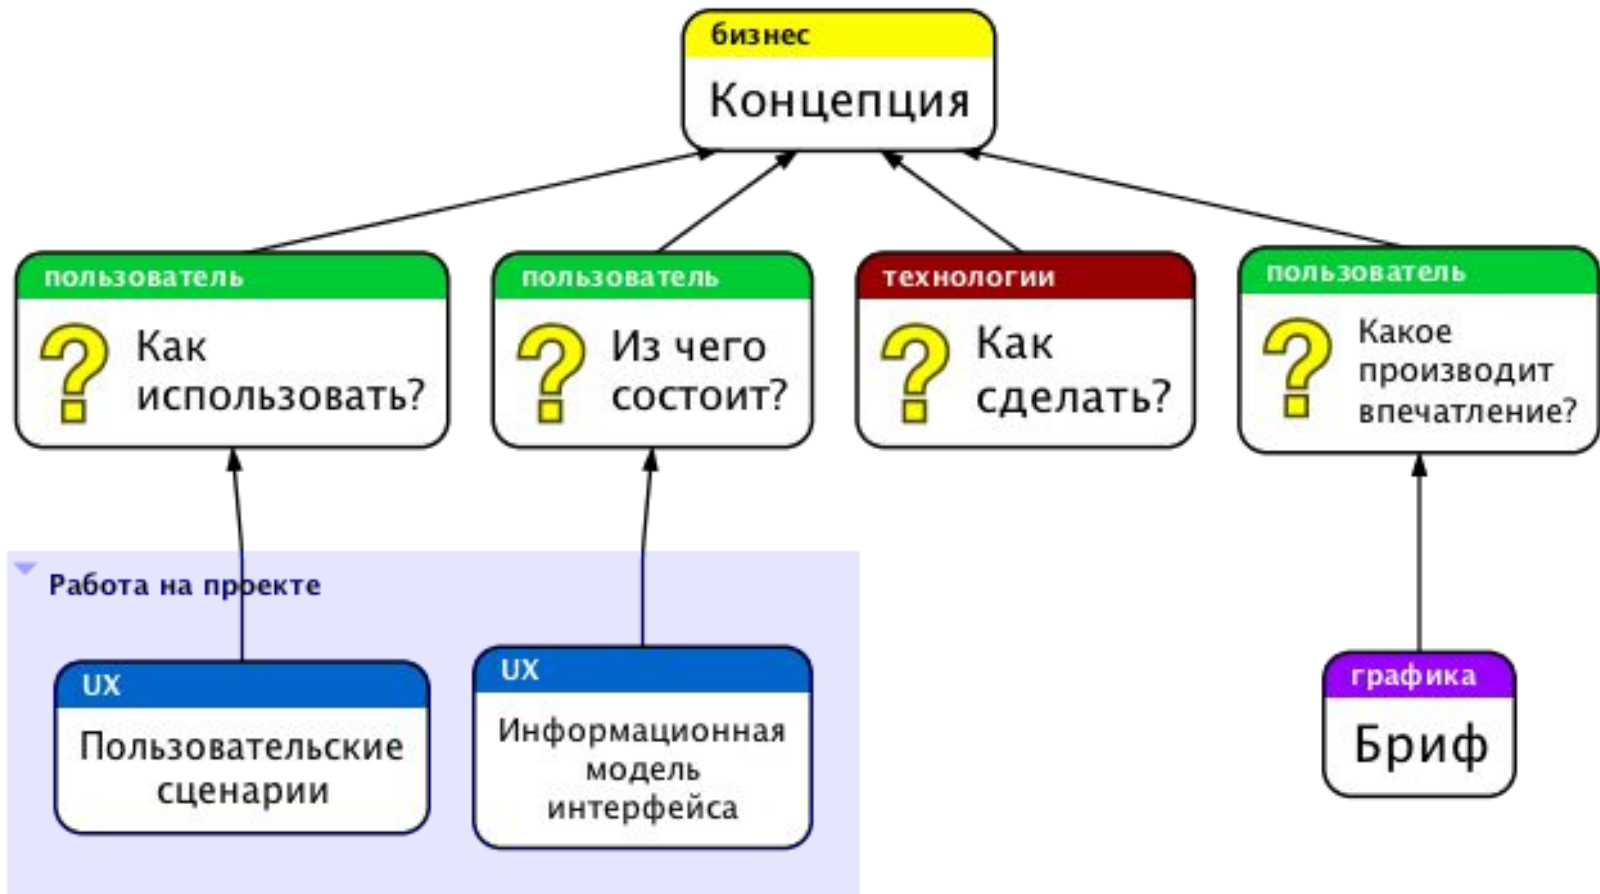 бизнес
Концепция
пользователь
Как
использовать?
пользователь
Из чего
состоит?
технологии
Как
сделать?
пользователь
Какое
производит
впечатление?
Работа на проекте
UX
Пользовательские
сценарии
UX
Информационная
модель
интерфейса
графика
Бриф